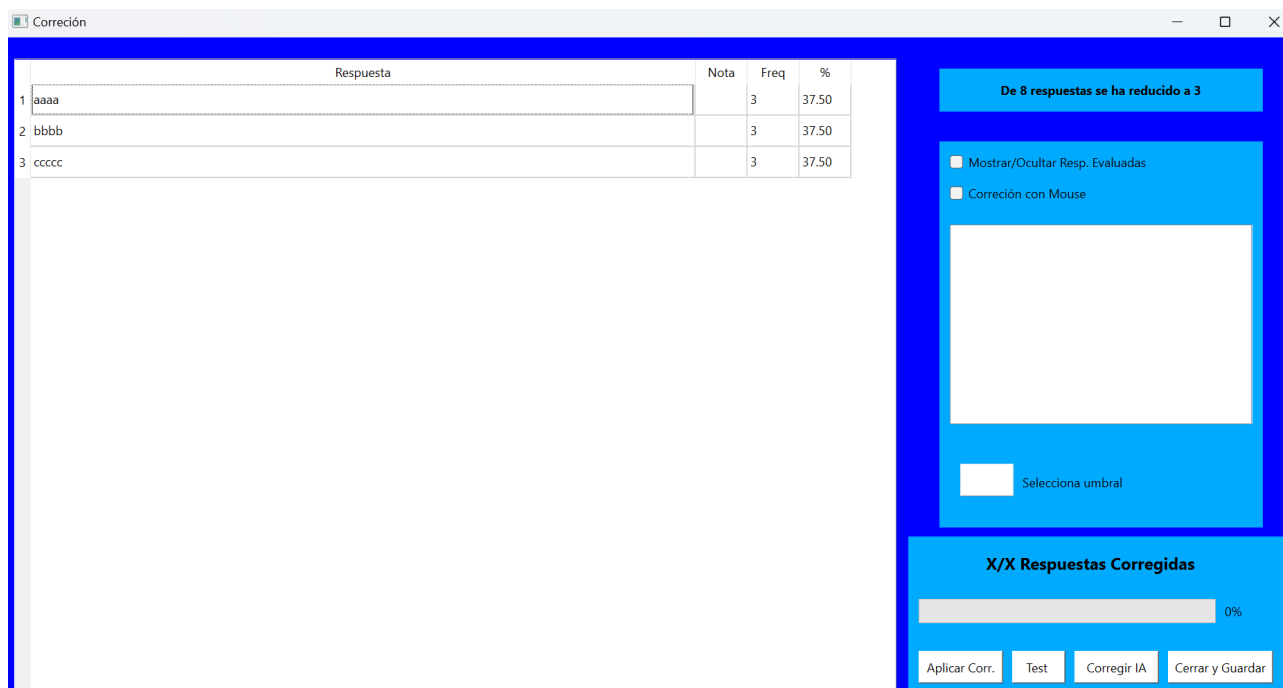 Correción
Respuesta Nota Freq %
1 aaaa 3 37.50
2 bbbb 3 37.50
3 ccccc 3 37.50
De 8 respuestas se ha reducido a 3
Mostrar/Ocultar Resp. Evaluadas
Correción con Mouse
Selecciona umbral
X/X Respuestas Corregidas
0%
Aplicar Corr. Test Corregir IA Cerrar y Guardar